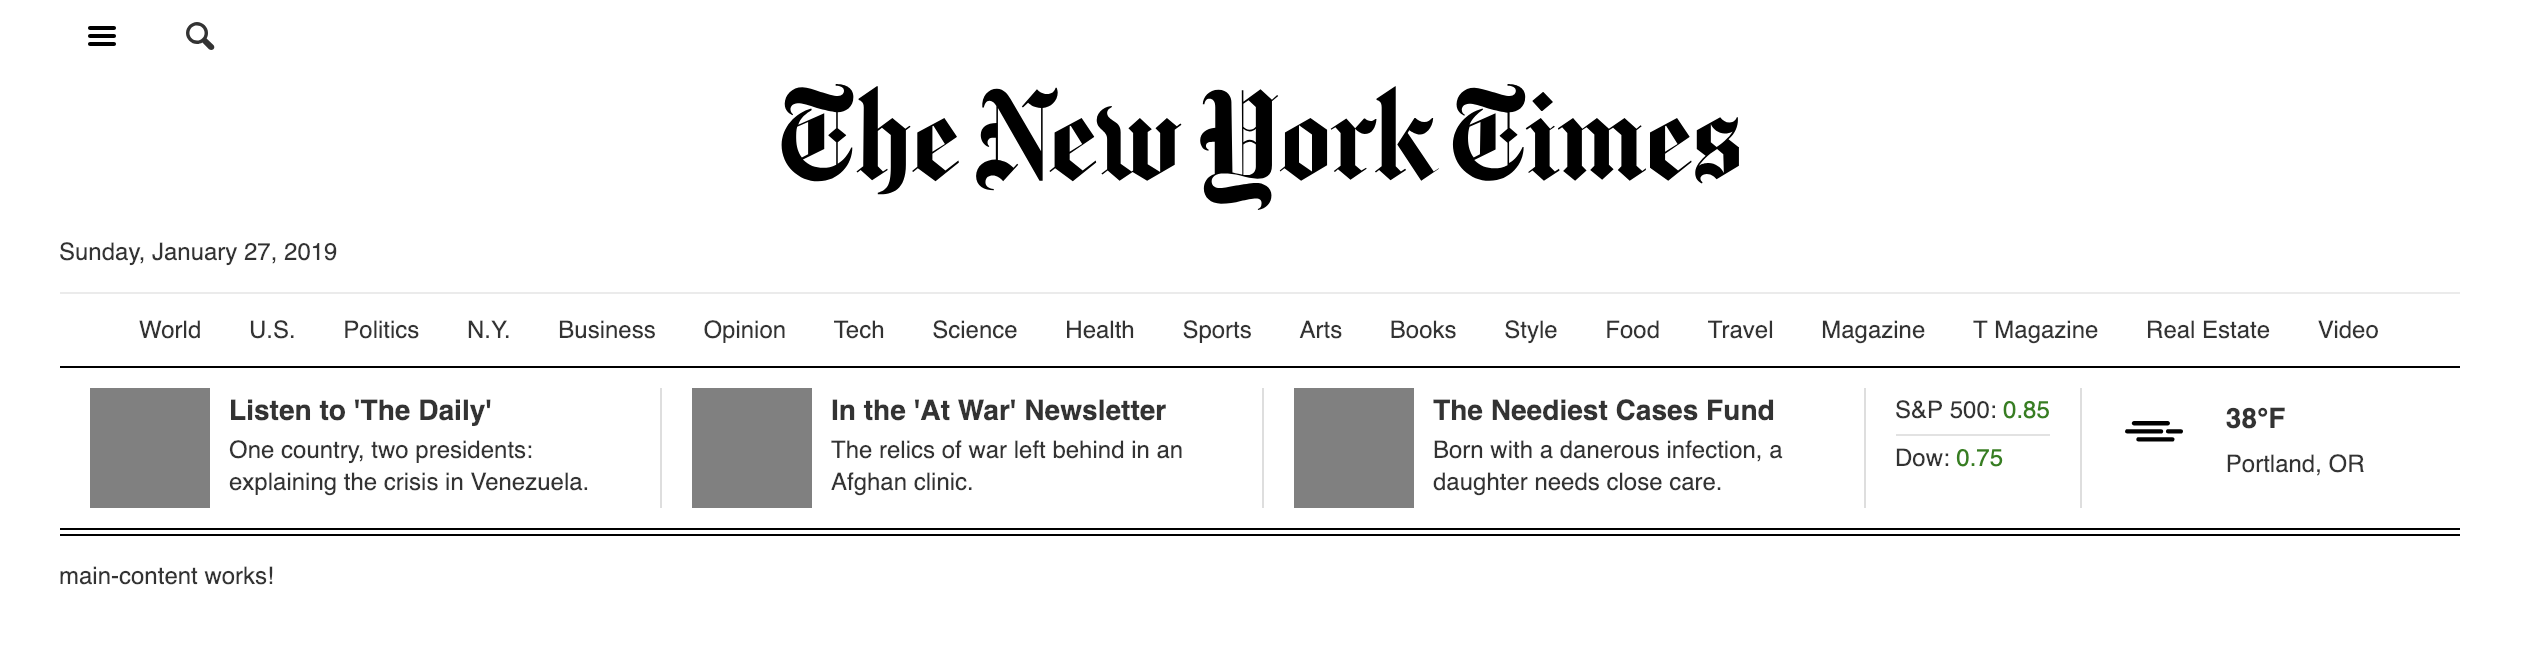 The New York Times
Sunday, January 27, 2019
World U.S. Politics N.Y. Business Opinion Tech Science Health Sports Arts Books Style Food Travel Magazine T Magazine Real Estate Video
Listen to 'The Daily'
One country, two presidents:
explaining the crisis in Venezuela.
In the 'At War' Newsletter
The relics of war left behind in an
Afghan clinic.
The Neediest Cases Fund
Born with a danerous infection, a
daughter needs close care.
S&P 500: 0.85
Dow: 0.75
38°F
Portland, OR
main-content works!